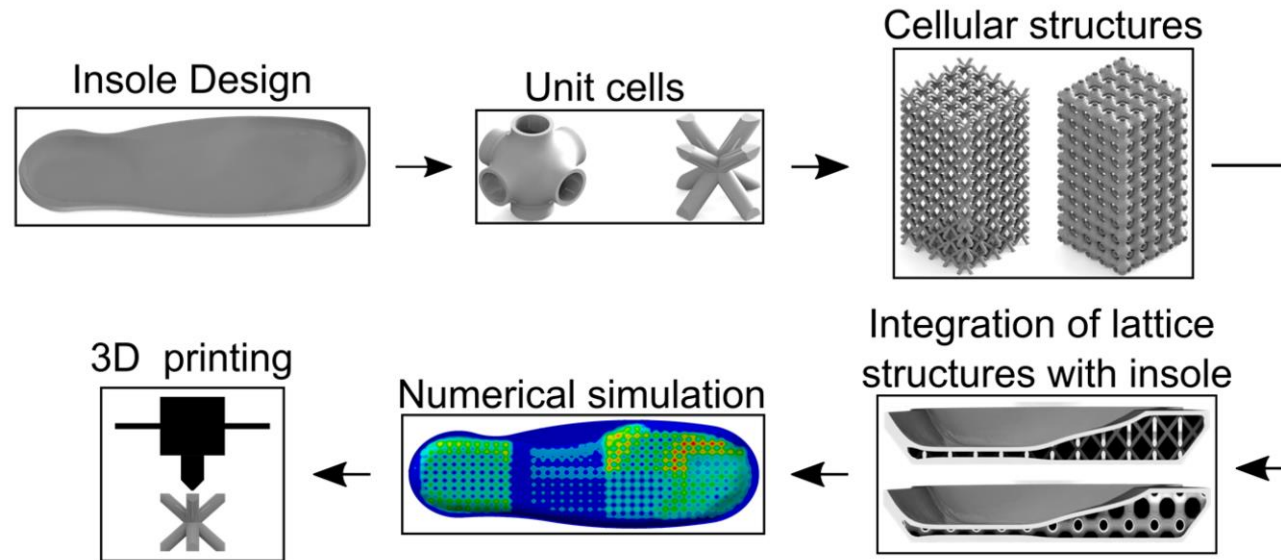 Insole Design
Unit cells
Cellular structures
Integration of lattice
structures with insole
Numerical simulation
3D printing